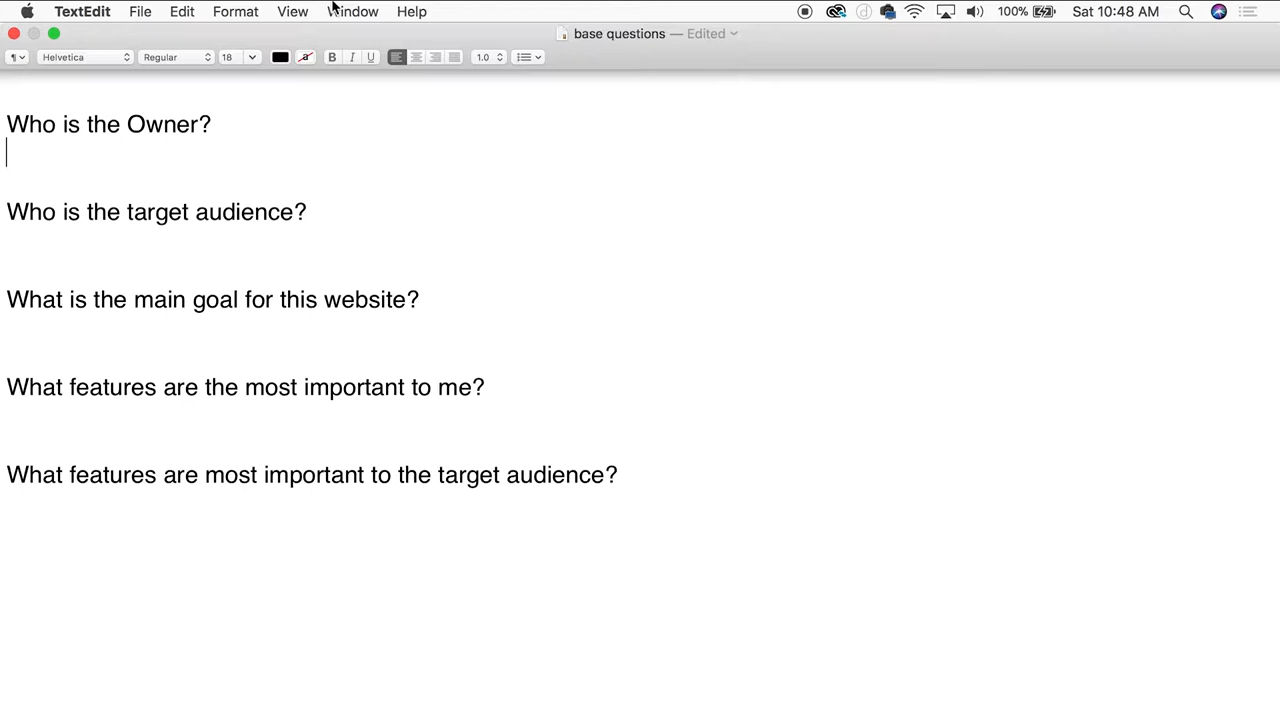 TextEdit File Edit Format View Window Help 100% Sat 10:48 AM
base questions — Edited
¶ Helvetica Regular 18 a B I U 1.0
Who is the Owner?
Who is the target audience?
What is the main goal for this website?
What features are the most important to me?
What features are most important to the target audience?